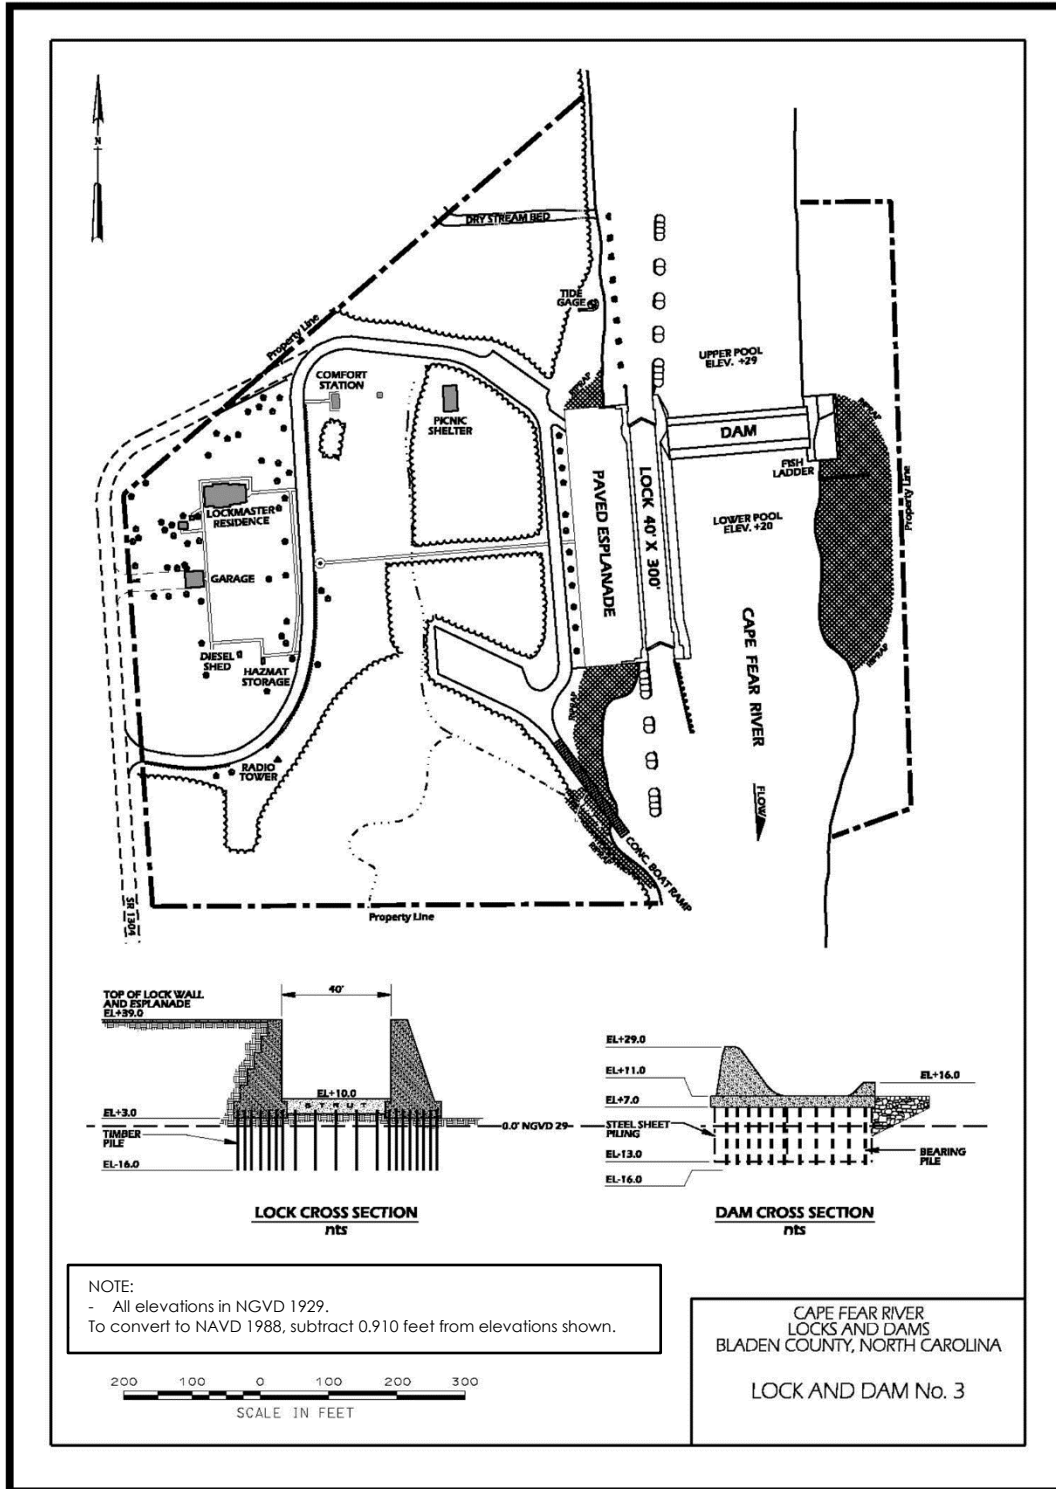 N
DRY STREAM BED
TIDE
GAGE
Property Line
COMFORT
STATION
PICNIC
SHELTER
RIPRAP
UPPER POOL
ELEV. +29
RIPRAP
DAM
FISH
LADDER
Property Line
LOCKMASTER
RESIDENCE
PAVED ESPLANADE
LOCK 40' X 300'
LOWER POOL
ELEV. +20
GARAGE
CAPE FEAR RIVER
DIESEL
SHED
HAZMAT
STORAGE
RIPRAP
RIPRAP
RADIO
TOWER
FLOW
RIPRAP
CONC. BOAT RAMP
SR 1304
Property Line
TOP OF LOCK WALL
AND ESPLANADE
EL+39.0
40'
EL+10.0
STRUT
EL+3.0
TIMBER
PILE
EL-16.0
0.0' NGVD 29
LOCK CROSS SECTION
nts
EL+29.0
EL+11.0
EL+16.0
EL+7.0
STEEL SHEET
PILING
EL-13.0
BEARING
PILE
EL-16.0
DAM CROSS SECTION
nts
NOTE:
- All elevations in NGVD 1929.
To convert to NAVD 1988, subtract 0.910 feet from elevations shown.
200 100 0 100 200 300
SCALE IN FEET
CAPE FEAR RIVER
LOCKS AND DAMS
BLADEN COUNTY, NORTH CAROLINA
LOCK AND DAM No. 3